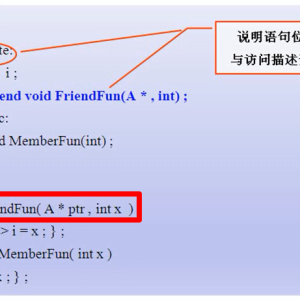 说明语句位
与访问描述
te:
i ;
end void FriendFun(A * , int) ;
c:
d MemberFun(int) ;
ndFun( A * ptr , int x )
> i = x ; } ;
MemberFun( int x )
x ; } ;